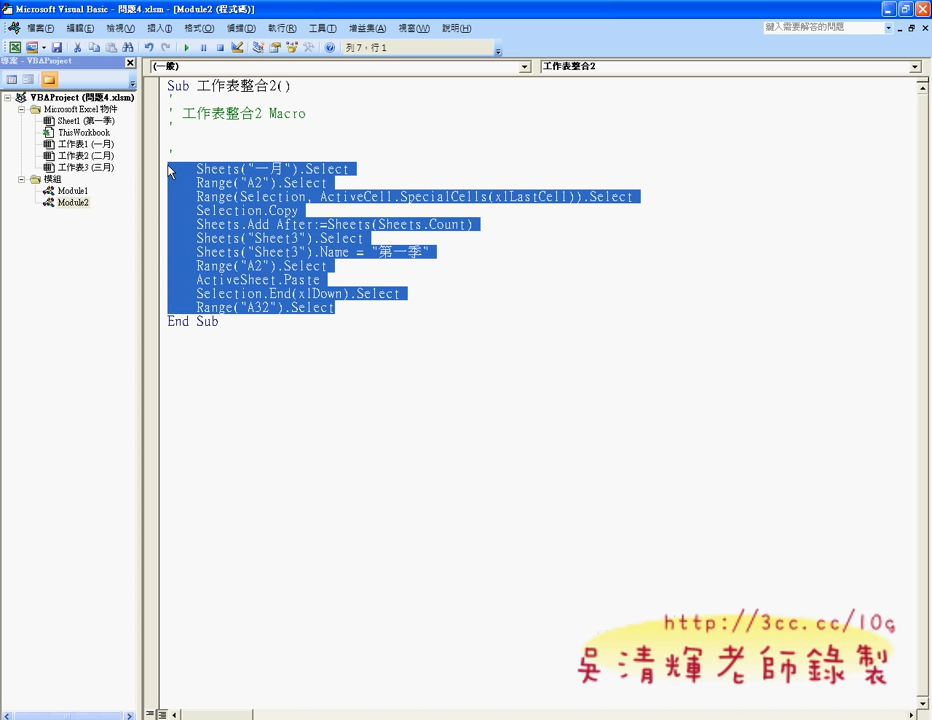 Microsoft Visual Basic - 問題4.xlsm - [Module2 (程式碼)]
檔案(F) 編輯(E) 檢視(V) 插入(I) 格式(O) 偵錯(D) 執行(R) 工具(T) 增益集(A) 視窗(W) 說明(H)
鍵入需要解答的問題
列 7，行 1
專案 - VBAProject
(一般)
工作表整合2
VBAProject (問題4.xlsm)
Microsoft Excel 物件
Sheet1 (第一季)
ThisWorkbook
工作表1 (一月)
工作表2 (二月)
工作表3 (三月)
模組
Module1
Module2
Sub 工作表整合2()
'
' 工作表整合2 Macro
'
'
Sheets("一月").Select
Range("A2").Select
Range(Selection, ActiveCell.SpecialCells(xlLastCell)).Select
Selection.Copy
Sheets.Add After:=Sheets(Sheets.Count)
Sheets("Sheet3").Select
Sheets("Sheet3").Name = "第一季"
Range("A2").Select
ActiveSheet.Paste
Selection.End(xlDown).Select
Range("A32").Select
End Sub
http://3cc.cc/10g
吳清輝老師錄製